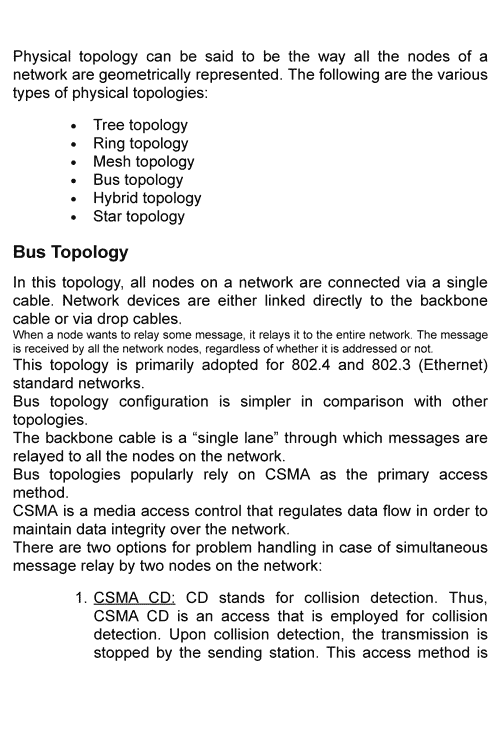 Physical topology can be said to be the way all the nodes of a
network are geometrically represented. The following are the various
types of physical topologies:
• Tree topology
• Ring topology
• Mesh topology
• Bus topology
• Hybrid topology
• Star topology
Bus Topology
In this topology, all nodes on a network are connected via a single
cable. Network devices are either linked directly to the backbone
cable or via drop cables.
When a node wants to relay some message, it relays it to the entire network. The message
is received by all the network nodes, regardless of whether it is addressed or not.
This topology is primarily adopted for 802.4 and 802.3 (Ethernet)
standard networks.
Bus topology configuration is simpler in comparison with other
topologies.
The backbone cable is a “single lane” through which messages are
relayed to all the nodes on the network.
Bus topologies popularly rely on CSMA as the primary access
method.
CSMA is a media access control that regulates data flow in order to
maintain data integrity over the network.
There are two options for problem handling in case of simultaneous
message relay by two nodes on the network:
1. CSMA CD: CD stands for collision detection. Thus,
CSMA CD is an access that is employed for collision
detection. Upon collision detection, the transmission is
stopped by the sending station. This access method is